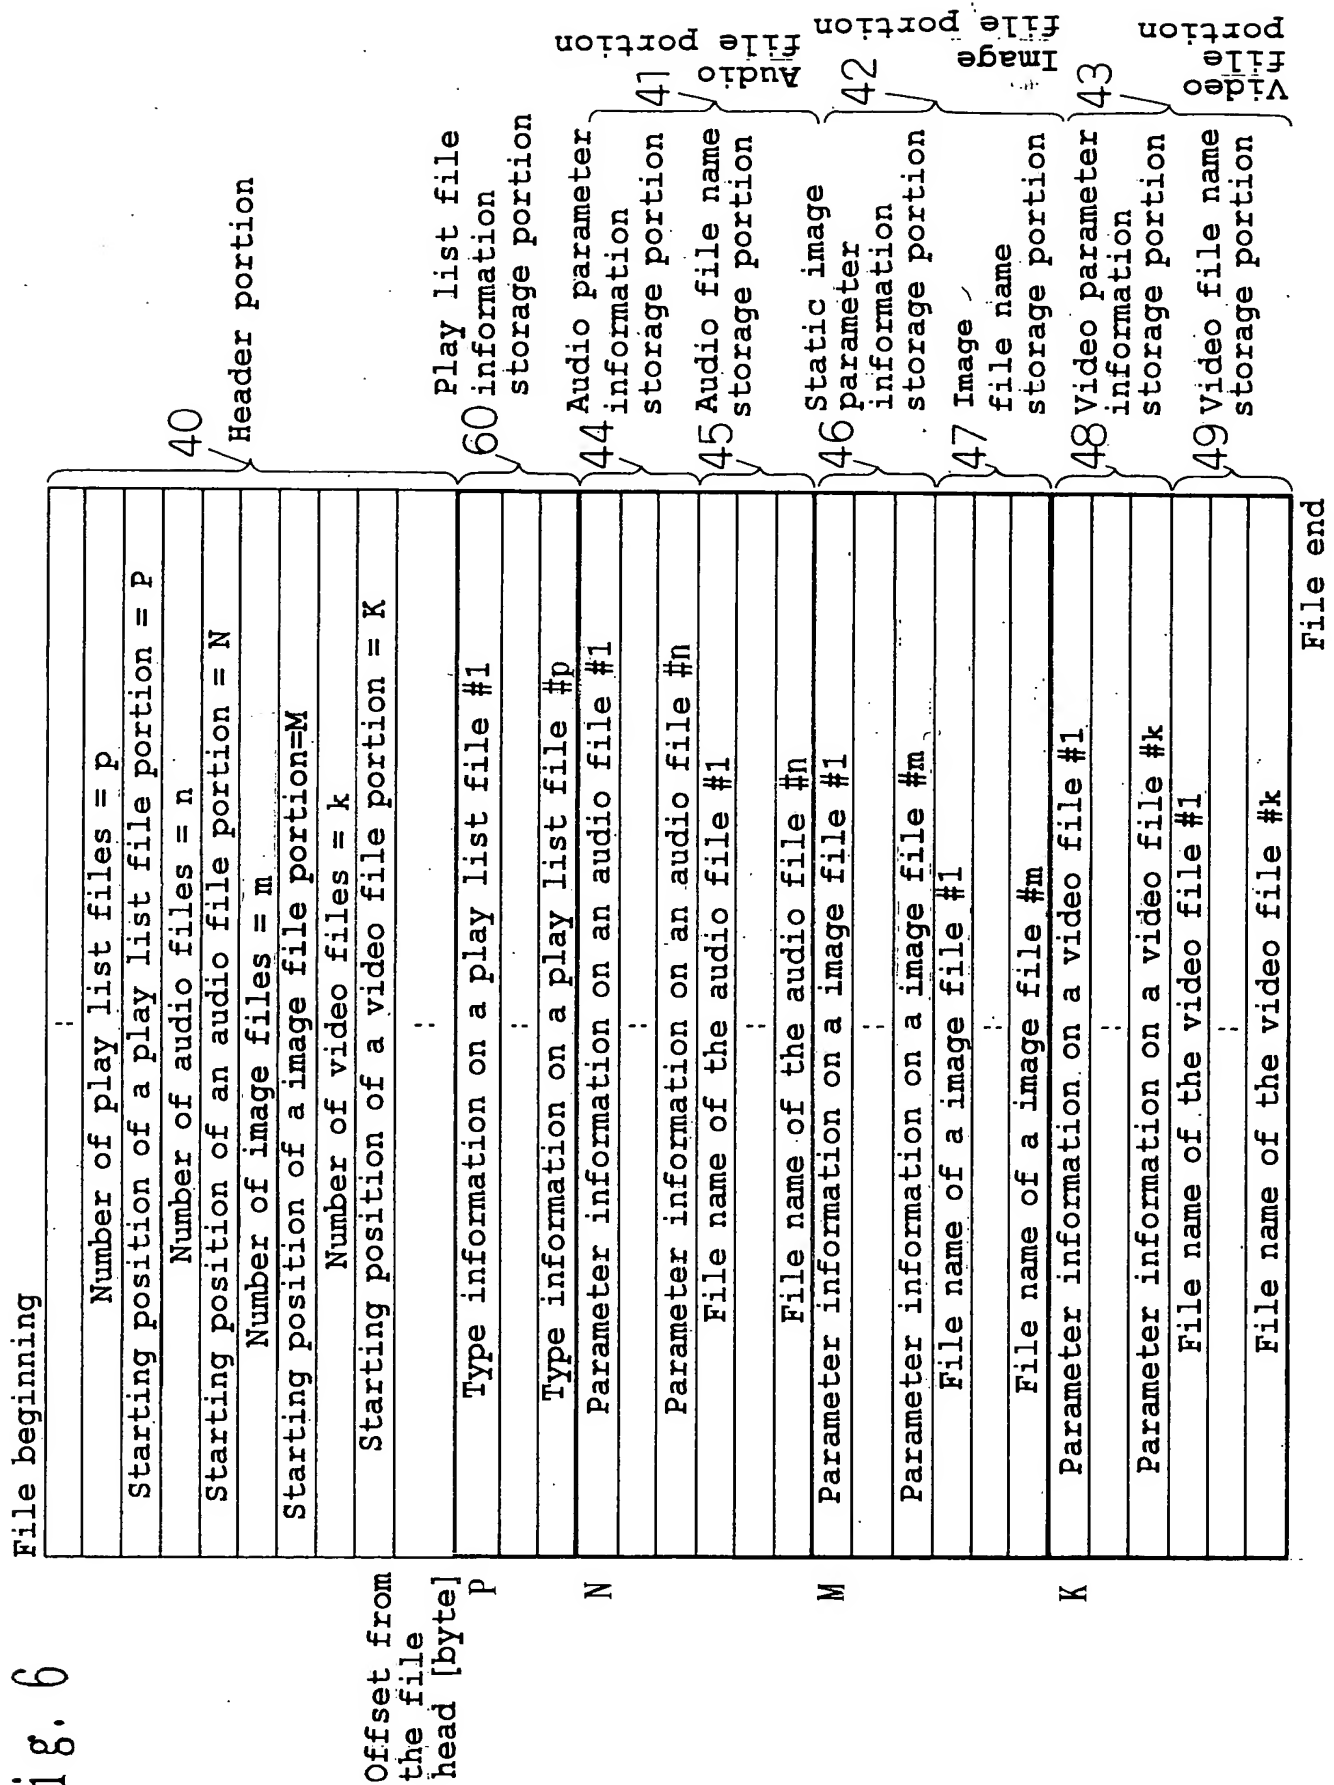 ig. 6
File beginning
:
Number of play list files = p
Starting position of a play list file portion = P
Number of audio files = n
Starting position of an audio file portion = N
Number of image files = m
Starting position of a image file portion=M
Number of video files = k
Starting position of a video file portion = K
:
40
Header portion
Offset from
the file
head [byte]
P
Type information on a play list file #1
:
Type information on a play list file #p
60
Play list file
information
storage portion
N
Parameter information on an audio file #1
:
Parameter information on an audio file #n
44
Audio parameter
information
storage portion
File name of the audio file #1
:
File name of the audio file #n
45
Audio file name
storage portion
41
Audio
file portion
M
Parameter information on a image file #1
:
Parameter information on a image file #m
46
Static image
parameter
information
storage portion
File name of a image file #1
:
File name of a image file #m
47
Image
file name
storage portion
42
Image
file portion
K
Parameter information on a video file #1
:
Parameter information on a video file #k
48
Video parameter
information
storage portion
File name of the video file #1
:
File name of the video file #k
49
Video file name
storage portion
43
Video
file
portion
File end